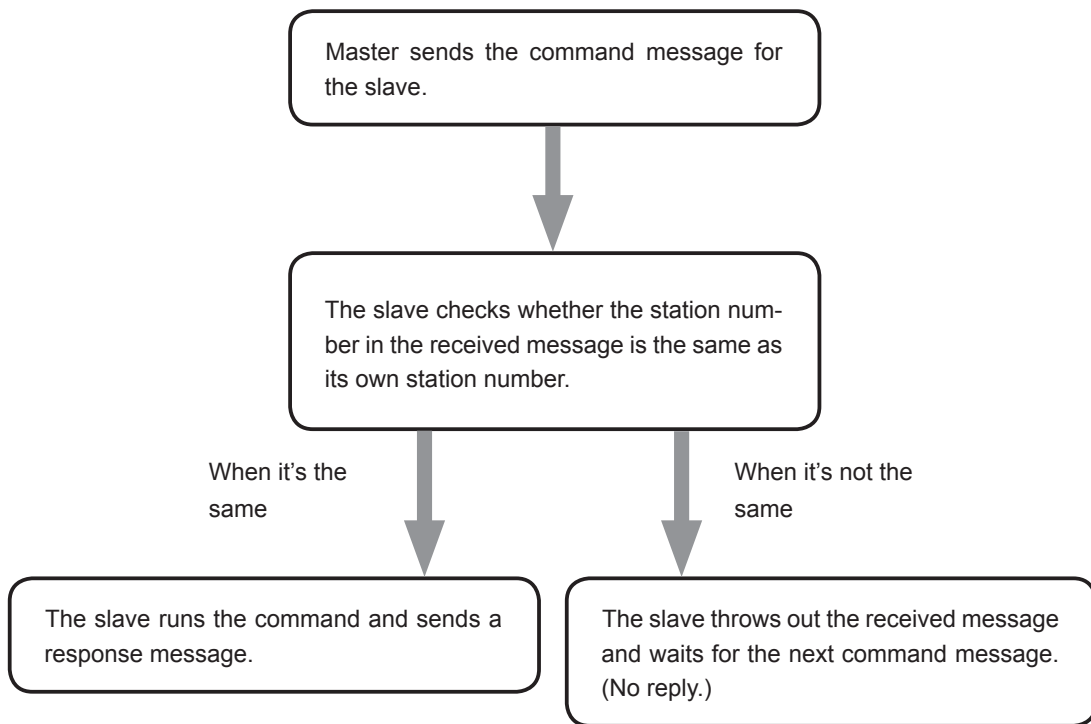 Master sends the command message for
the slave.
The slave checks whether the station num-
ber in the received message is the same as
its own station number.
When it's the
same
When it's not the
same
The slave runs the command and sends a
response message.
The slave throws out the received message
and waits for the next command message.
(No reply.)